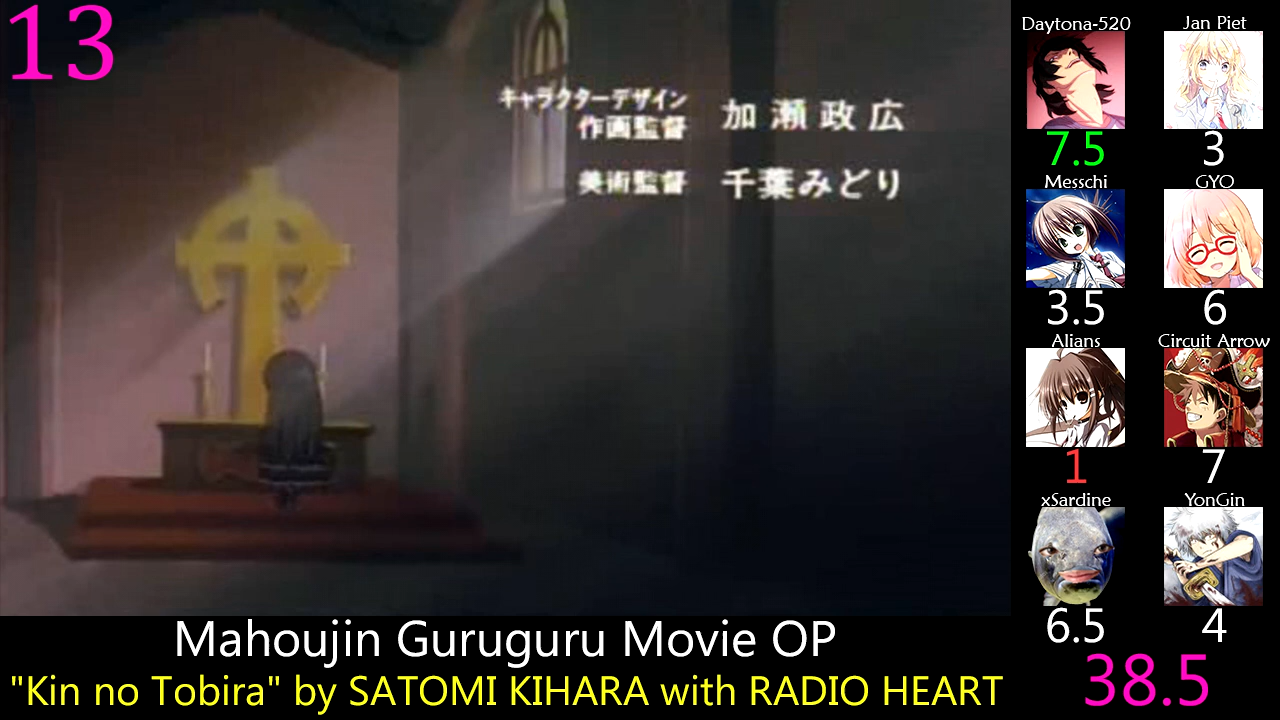 13
キャラクターデザイン
作画監督 加瀬政広
美術監督 千葉みどり
Daytona-520 Jan Piet
7.5 3
Messchi GYO
3.5 6
Alians Circuit Arrow
1 7
xSardine YonGin
6.5 4
Mahoujin Guruguru Movie OP
"Kin no Tobira" by SATOMI KIHARA with RADIO HEART
38.5